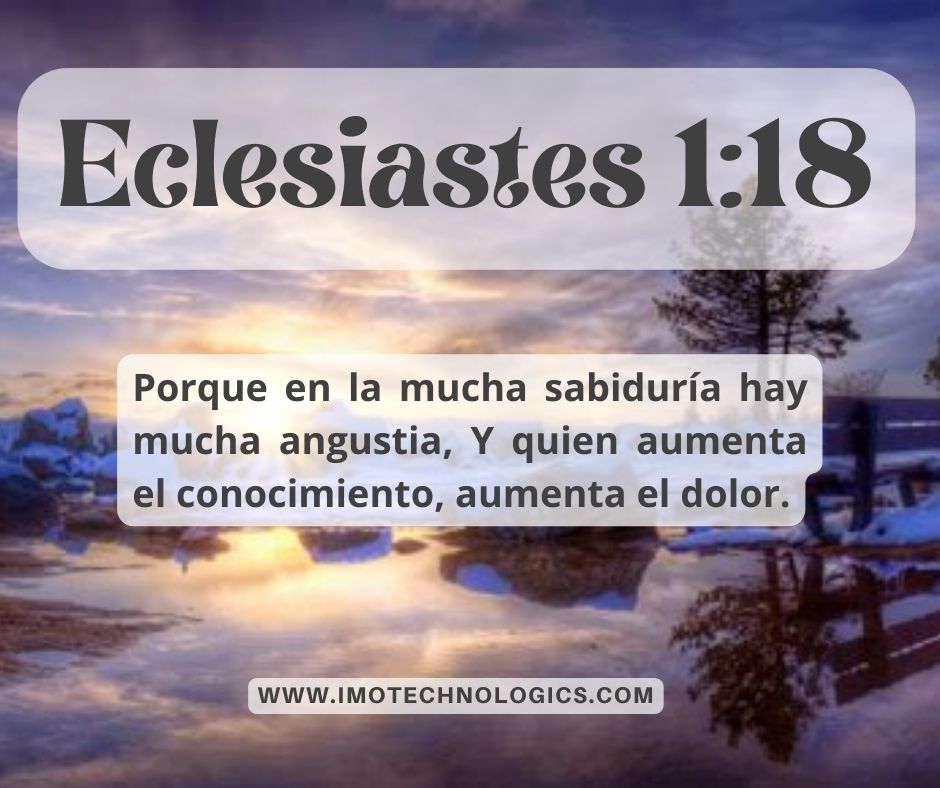 Eclesiastes 1:18
Porque en la mucha sabiduría hay
mucha angustia, Y quien aumenta
el conocimiento, aumenta el dolor.
WWW.IMOTECHNOLOGICS.COM